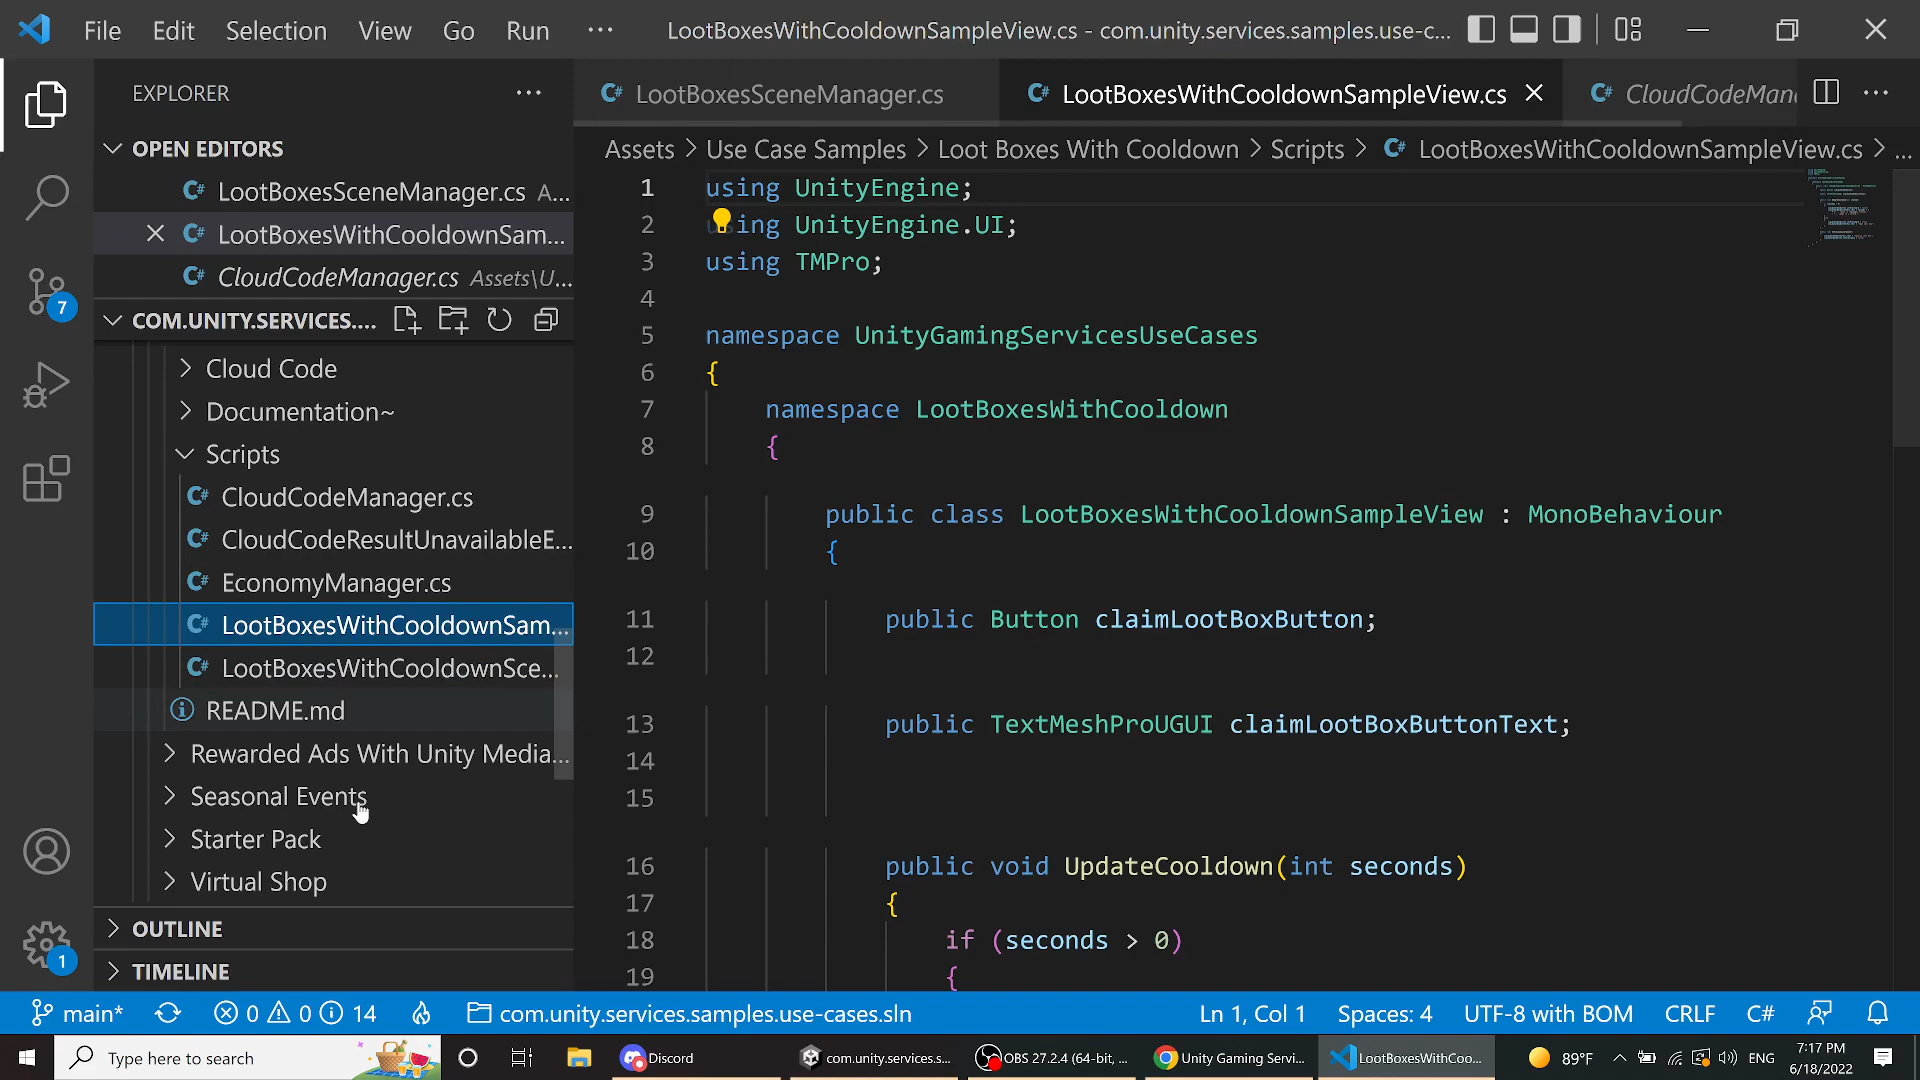 File Edit Selection View Go Run ··· LootBoxesWithCooldownSampleView.cs - com.unity.services.samples.use-c...
EXPLORER ···
OPEN EDITORS
C# LootBoxesSceneManager.cs A...
C# LootBoxesWithCooldownSam...
C# CloudCodeManager.cs Assets\U...
7
COM.UNITY.SERVICES....
Cloud Code
Documentation~
Scripts
C# CloudCodeManager.cs
C# CloudCodeResultUnavailableE...
C# EconomyManager.cs
C# LootBoxesWithCooldownSam...
C# LootBoxesWithCooldownSce...
README.md
Rewarded Ads With Unity Media...
Seasonal Events
Starter Pack
Virtual Shop
OUTLINE
1
TIMELINE
C# LootBoxesSceneManager.cs C# LootBoxesWithCooldownSampleView.cs C# CloudCodeMan
Assets > Use Case Samples > Loot Boxes With Cooldown > Scripts > C# LootBoxesWithCooldownSampleView.cs > ...
1 using UnityEngine;
2 using UnityEngine.UI;
3 using TMPro;
4
5 namespace UnityGamingServicesUseCases
6 {
7 namespace LootBoxesWithCooldown
8 {
9 public class LootBoxesWithCooldownSampleView : MonoBehaviour
10 {
11 public Button claimLootBoxButton;
12
13 public TextMeshProUGUI claimLootBoxButtonText;
14
15
16 public void UpdateCooldown(int seconds)
17 {
18 if (seconds > 0)
19 {
main* 0 0 14 com.unity.services.samples.use-cases.sln Ln 1, Col 1 Spaces: 4 UTF-8 with BOM CRLF C#
Type here to search Discord com.unity.services.s... OBS 27.2.4 (64-bit, ... Unity Gaming Servi... LootBoxesWithCoo... 89°F ENG 7:17 PM
6/18/2022